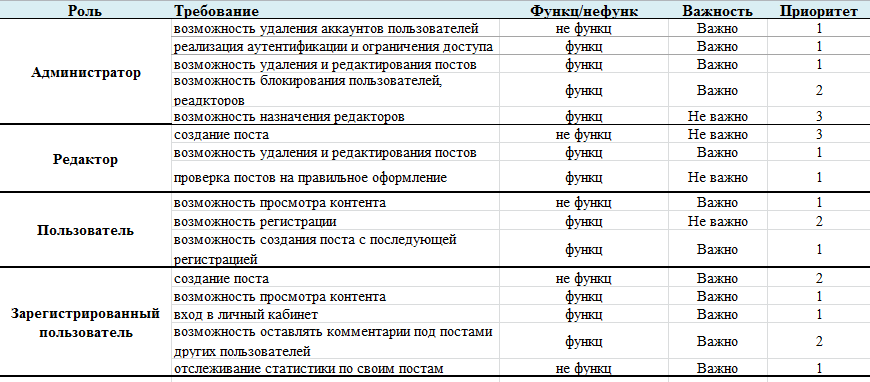 Роль Требование Функц/нефунк Важность Приоритет
возможность удаления аккаунтов пользователей не функц Важно 1
реализация аутентификации и ограничения доступа функц Важно 1
Администратор возможность удаления и редактирования постов функц Важно 1
возможность блокирования пользователей,
реадкторов функц Важно 2
возможность назначения редакторов функц Не важно 3
создание поста не функц Не важно 3
Редактор возможность удаления и редактирования постов функц Важно 1
проверка постов на правильное оформление функц Не важно 1
возможность просмотра контента не функц Важно 1
Пользователь возможность регистрации функц Не важно 2
возможность создания поста с последующей
регистрацией функц Важно 1
создание поста не функц Важно 2
возможность просмотра контента функц Важно 1
Зарегистрированный вход в личный кабинет функц Важно 1
пользователь возможность оставлять комментарии под постами
других пользователей функц Важно 2
отслеживание статистики по своим постам не функц Важно 1